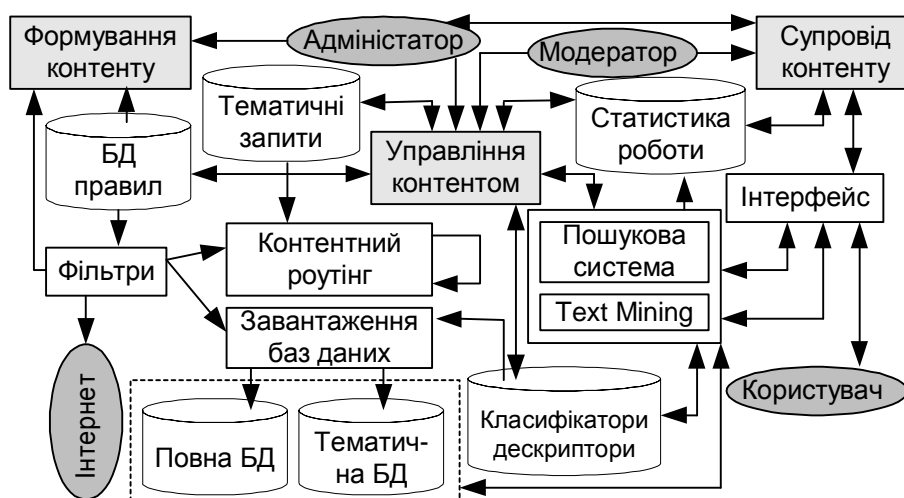 Формування
контенту
Адміністатор
Модератор
Супровід
контенту
Тематичні
запити
Статистика
роботи
БД
правил
Управління
контентом
Інтерфейс
Контентний
роутінг
Пошукова
система
Фільтри
Text Mining
Завантаження
баз даних
Інтернет
Повна БД
Тематич-
на БД
Класифікатори
дескриптори
Користувач